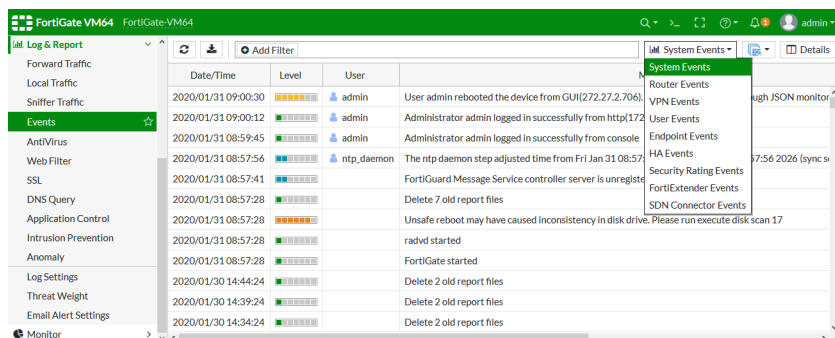 FortiGate VM64 FortiGate-VM64 1 admin
Log & Report
Forward Traffic
Local Traffic
Sniffer Traffic
Events
AntiVirus
Web Filter
SSL
DNS Query
Application Control
Intrusion Prevention
Anomaly
Log Settings
Threat Weight
Email Alert Settings
Monitor
Add Filter System Events Details
System Events
Router Events
VPN Events
User Events
Endpoint Events
HA Events
Security Rating Events
FortiExtender Events
SDN Connector Events
Date/Time Level User
2020/01/31 09:00:30 admin User admin rebooted the device from GUI(272.27.2.706). ough JSON monitor
2020/01/31 09:00:12 admin Administrator admin logged in successfully from http(172
2020/01/31 08:59:45 admin Administrator admin logged in successfully from console
2020/01/31 08:57:56 ntp_daemon The ntp daemon step adjusted time from Fri Jan 31 08:57: 57:56 2026 (sync
2020/01/31 08:57:41 FortiGuard Message Service controller server is unregiste
2020/01/31 08:57:28 Delete 7 old report files
2020/01/31 08:57:28 Unsafe reboot may have caused inconsistency in disk drive. Please run execute disk scan 17
2020/01/31 08:57:28 radvd started
2020/01/31 08:57:28 FortiGate started
2020/01/30 14:44:24 Delete 2 old report files
2020/01/30 14:39:24 Delete 2 old report files
2020/01/30 14:34:24 Delete 2 old report files